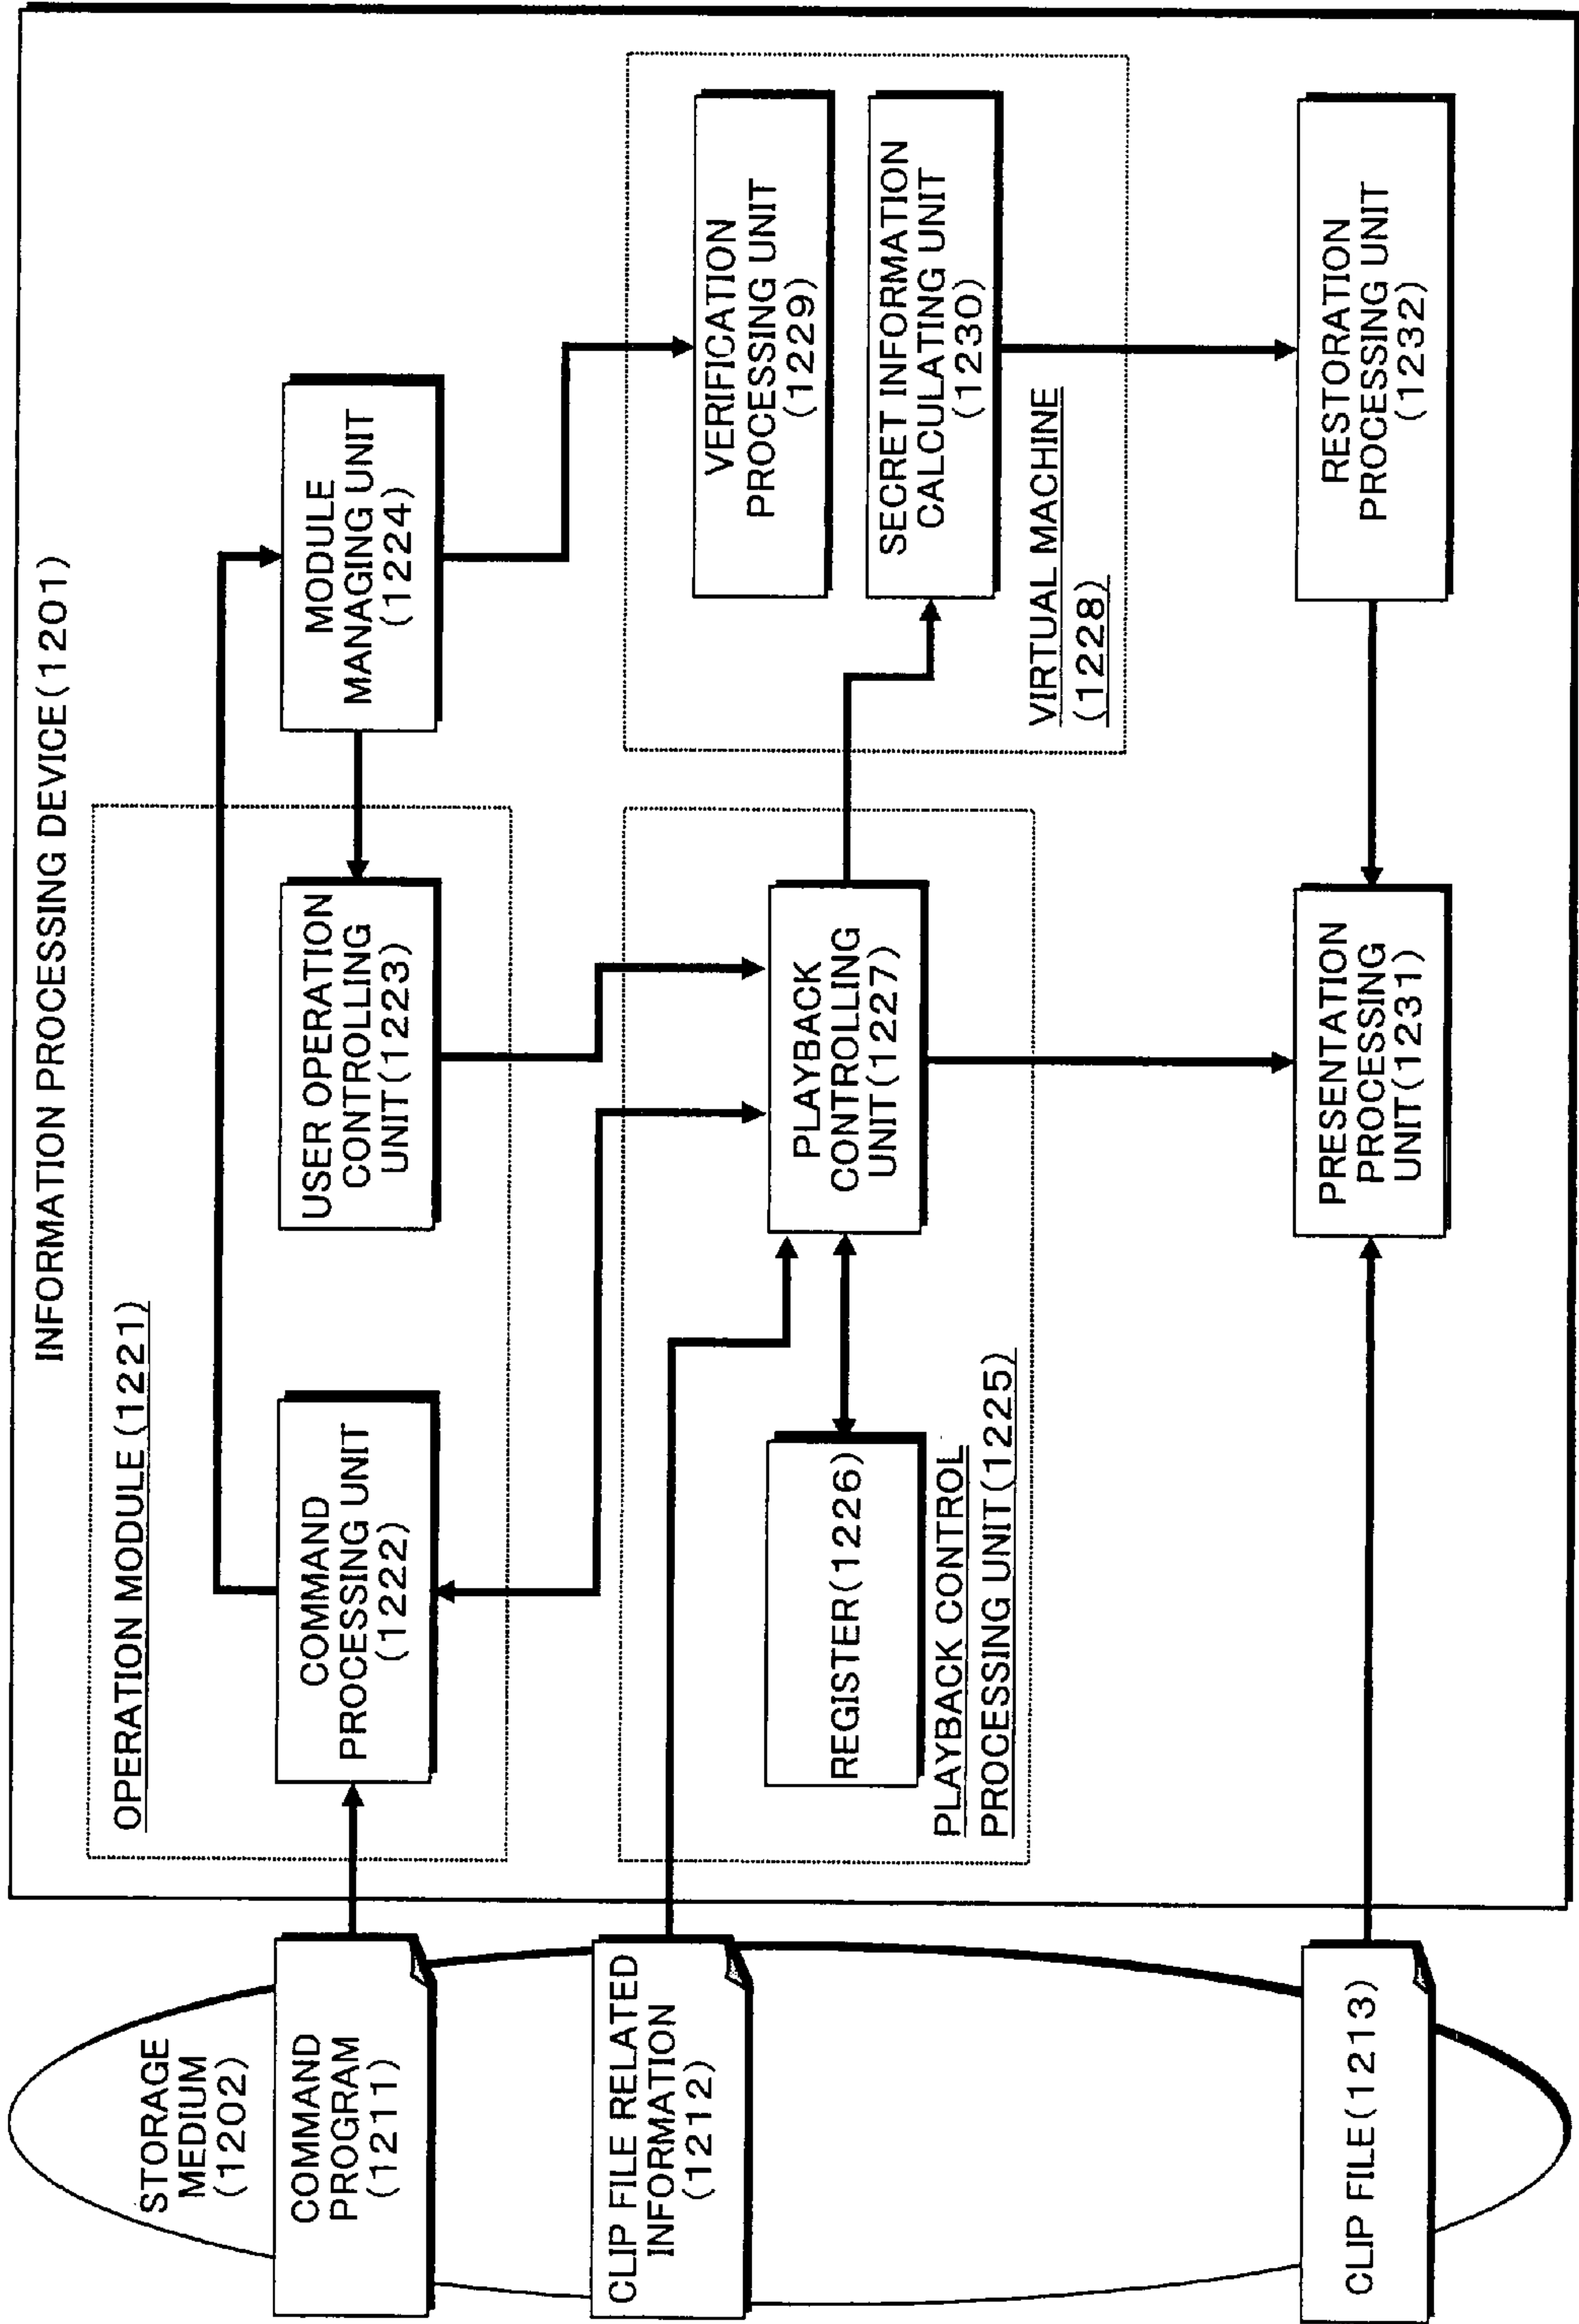 INFORMATION PROCESSING DEVICE(1201)
STORAGE
MEDIUM
(1202)
COMMAND
PROGRAM
(1211)
CLIP FILE RELATED
INFORMATION
(1212)
CLIP FILE(1213)
OPERATION MODULE(1221)
COMMAND
PROCESSING UNIT
(1222)
USER OPERATION
CONTROLLING
UNIT(1223)
MODULE
MANAGING UNIT
(1224)
REGISTER(1226)
PLAYBACK CONTROL
PROCESSING UNIT(1225)
PLAYBACK
CONTROLLING
UNIT(1227)
VERIFICATION
PROCESSING UNIT
(1229)
SECRET INFORMATION
CALCULATING UNIT
(1230)
VIRTUAL MACHINE
(1228)
PRESENTATION
PROCESSING
UNIT(1231)
RESTORATION
PROCESSING UNIT
(1232)